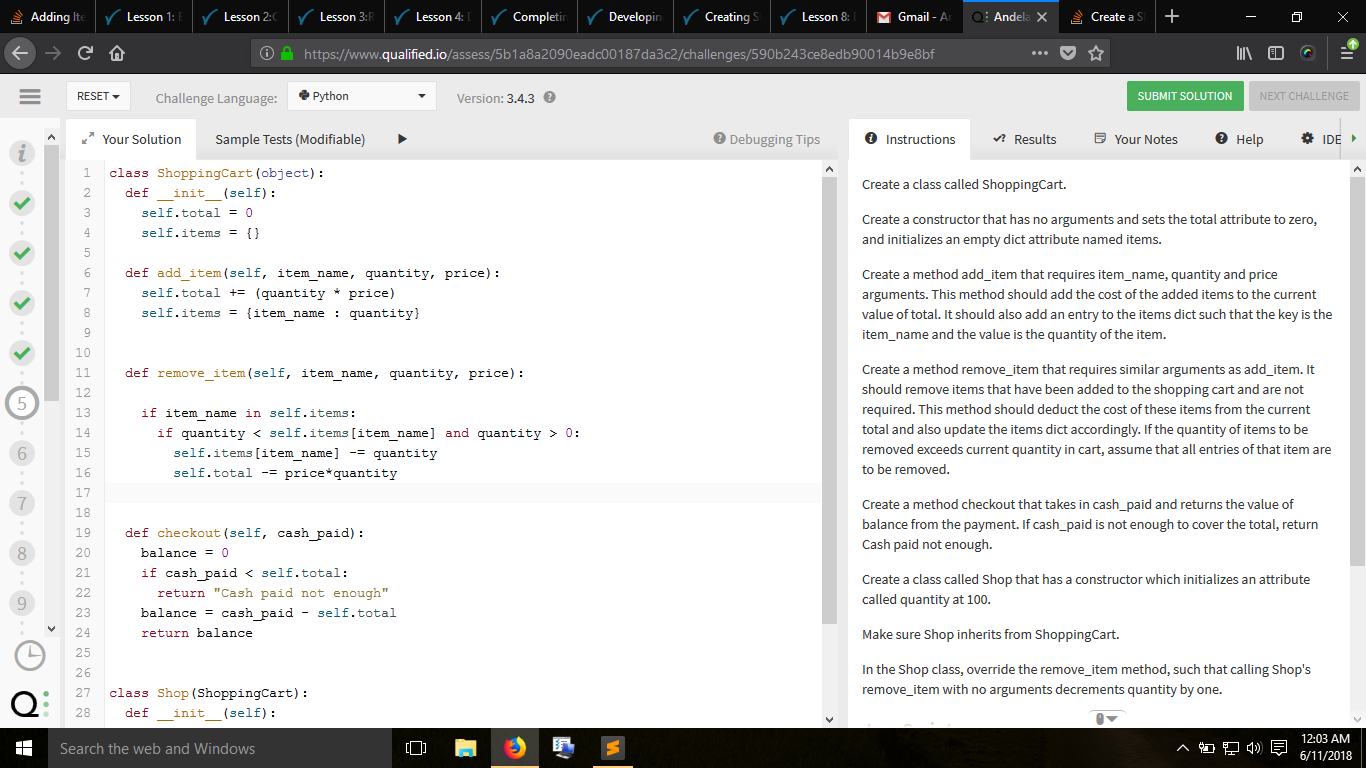 Adding Ite
Lesson 1: E
Lesson 2:C
Lesson 3:R
Lesson 4: D
Completin
Developin
Creating S
Lesson 8: I
Gmail - A
Andela
Create a S
https://www.qualified.io/assess/5b1a8a2090eadc00187da3c2/challenges/590b243ce8edb90014b9e8bf
RESET
Challenge Language:
Python
Version: 3.4.3
SUBMIT SOLUTION
NEXT CHALLENGE
Your Solution
Sample Tests (Modifiable)
Debugging Tips
Instructions
Results
Your Notes
Help
IDE
5
6
7
8
9
1 class ShoppingCart(object):
2 def __init__(self):
3 self.total = 0
4 self.items = {}
5
6 def add_item(self, item_name, quantity, price):
7 self.total += (quantity * price)
8 self.items = {item_name : quantity}
9
10
11 def remove_item(self, item_name, quantity, price):
12
13 if item_name in self.items:
14 if quantity < self.items[item_name] and quantity > 0:
15 self.items[item_name] -= quantity
16 self.total -= price*quantity
17
18
19 def checkout(self, cash_paid):
20 balance = 0
21 if cash_paid < self.total:
22 return "Cash paid not enough"
23 balance = cash_paid - self.total
24 return balance
25
26
27 class Shop(ShoppingCart):
28 def __init__(self):
Create a class called ShoppingCart.
Create a constructor that has no arguments and sets the total attribute to zero,
and initializes an empty dict attribute named items.
Create a method add_item that requires item_name, quantity and price
arguments. This method should add the cost of the added items to the current
value of total. It should also add an entry to the items dict such that the key is the
item_name and the value is the quantity of the item.
Create a method remove_item that requires similar arguments as add_item. It
should remove items that have been added to the shopping cart and are not
required. This method should deduct the cost of these items from the current
total and also update the items dict accordingly. If the quantity of items to be
removed exceeds current quantity in cart, assume that all entries of that item are
to be removed.
Create a method checkout that takes in cash_paid and returns the value of
balance from the payment. If cash_paid is not enough to cover the total, return
Cash paid not enough.
Create a class called Shop that has a constructor which initializes an attribute
called quantity at 100.
Make sure Shop inherits from ShoppingCart.
In the Shop class, override the remove_item method, such that calling Shop's
remove_item with no arguments decrements quantity by one.
Search the web and Windows
12:03 AM
6/11/2018